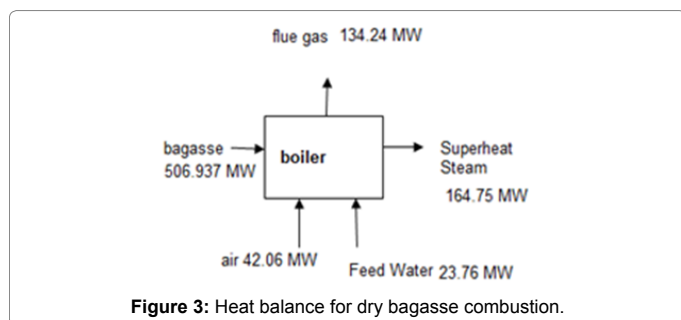 flue gas 134.24 MW
bagasse
506.937 MW
boiler
Superheat
Steam
164.75 MW
air 42.06 MW
Feed Water 23.76 MW
Figure 3: Heat balance for dry bagasse combustion.